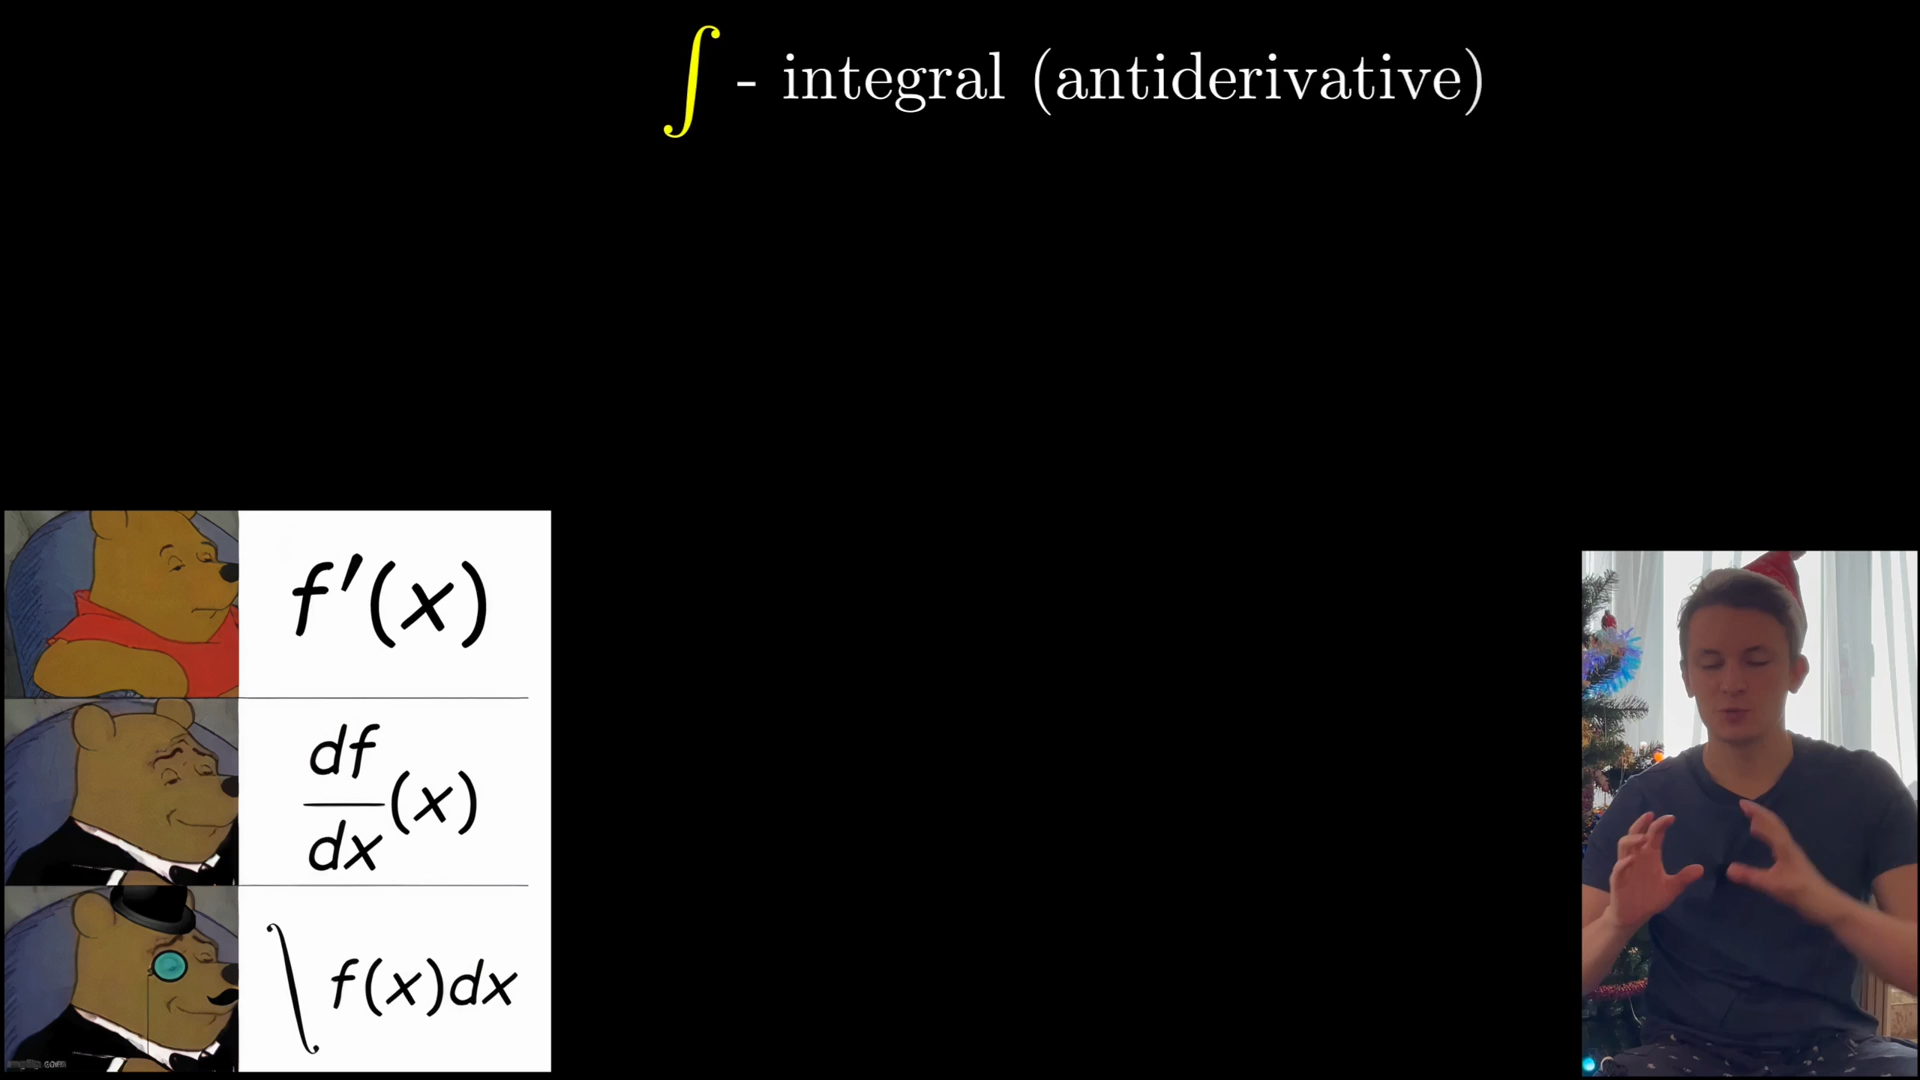 ∫ - integral (antiderivative)
f′(x)
df
dx
(x)
f(x)dx